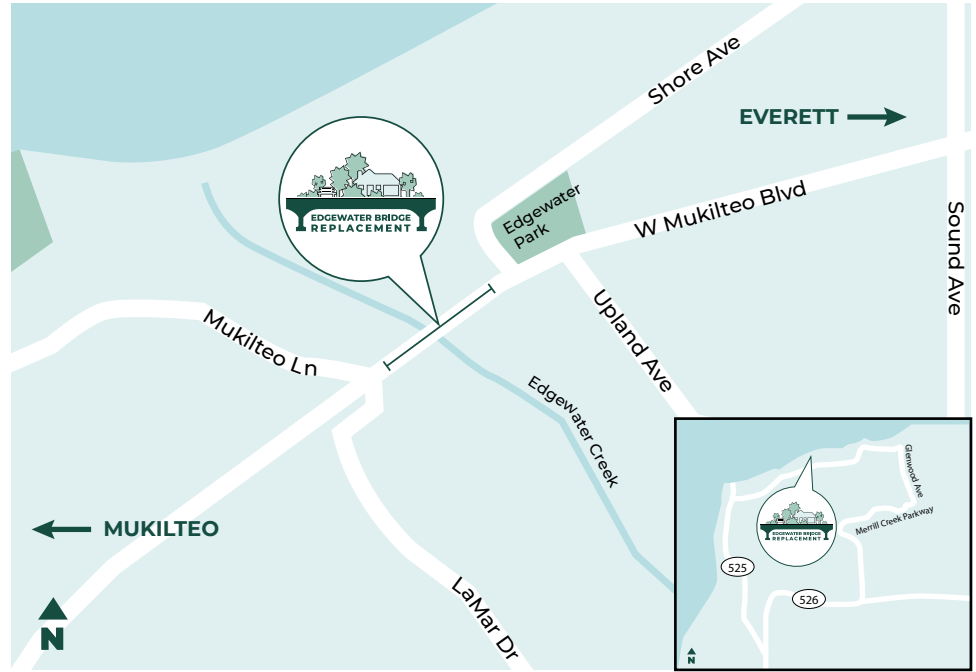 Shore Ave
EVERETT
EDGEWATER BRIDGE
REPLACEMENT
Edgewater
Park
W Mukilteo Blvd
Sound Ave
Mukilteo Ln
Upland Ave
Edgewater Creek
MUKILTEO
LaMar Dr
N
Glenwood Ave
Merrill Creek Parkway
EDGEWATER BRIDGE
REPLACEMENT
525
526
N